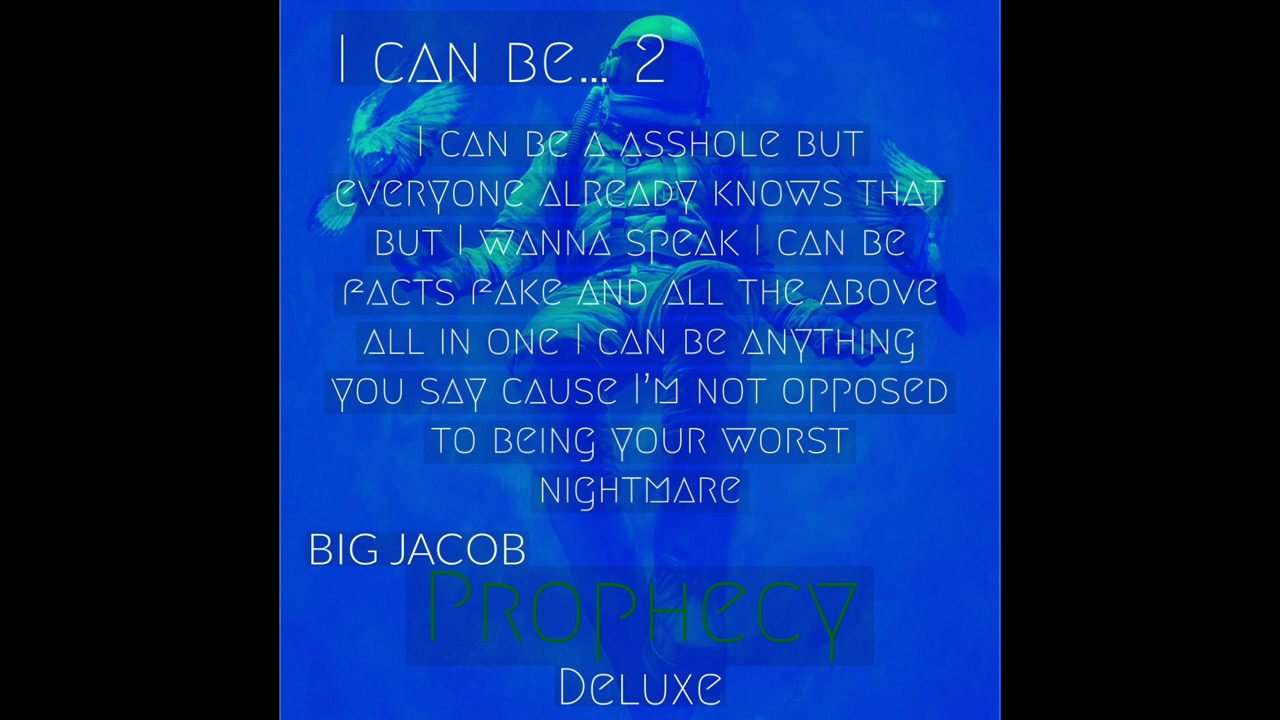 I can be... 2
I can be a asshole but
everyone already knows that
but I wanna speak I can be
facts fake and all the above
all in one I can be anything
you say cause I'm not opposed
to being your worst
nightmare
BIG JACOB
Prophecy
Deluxe